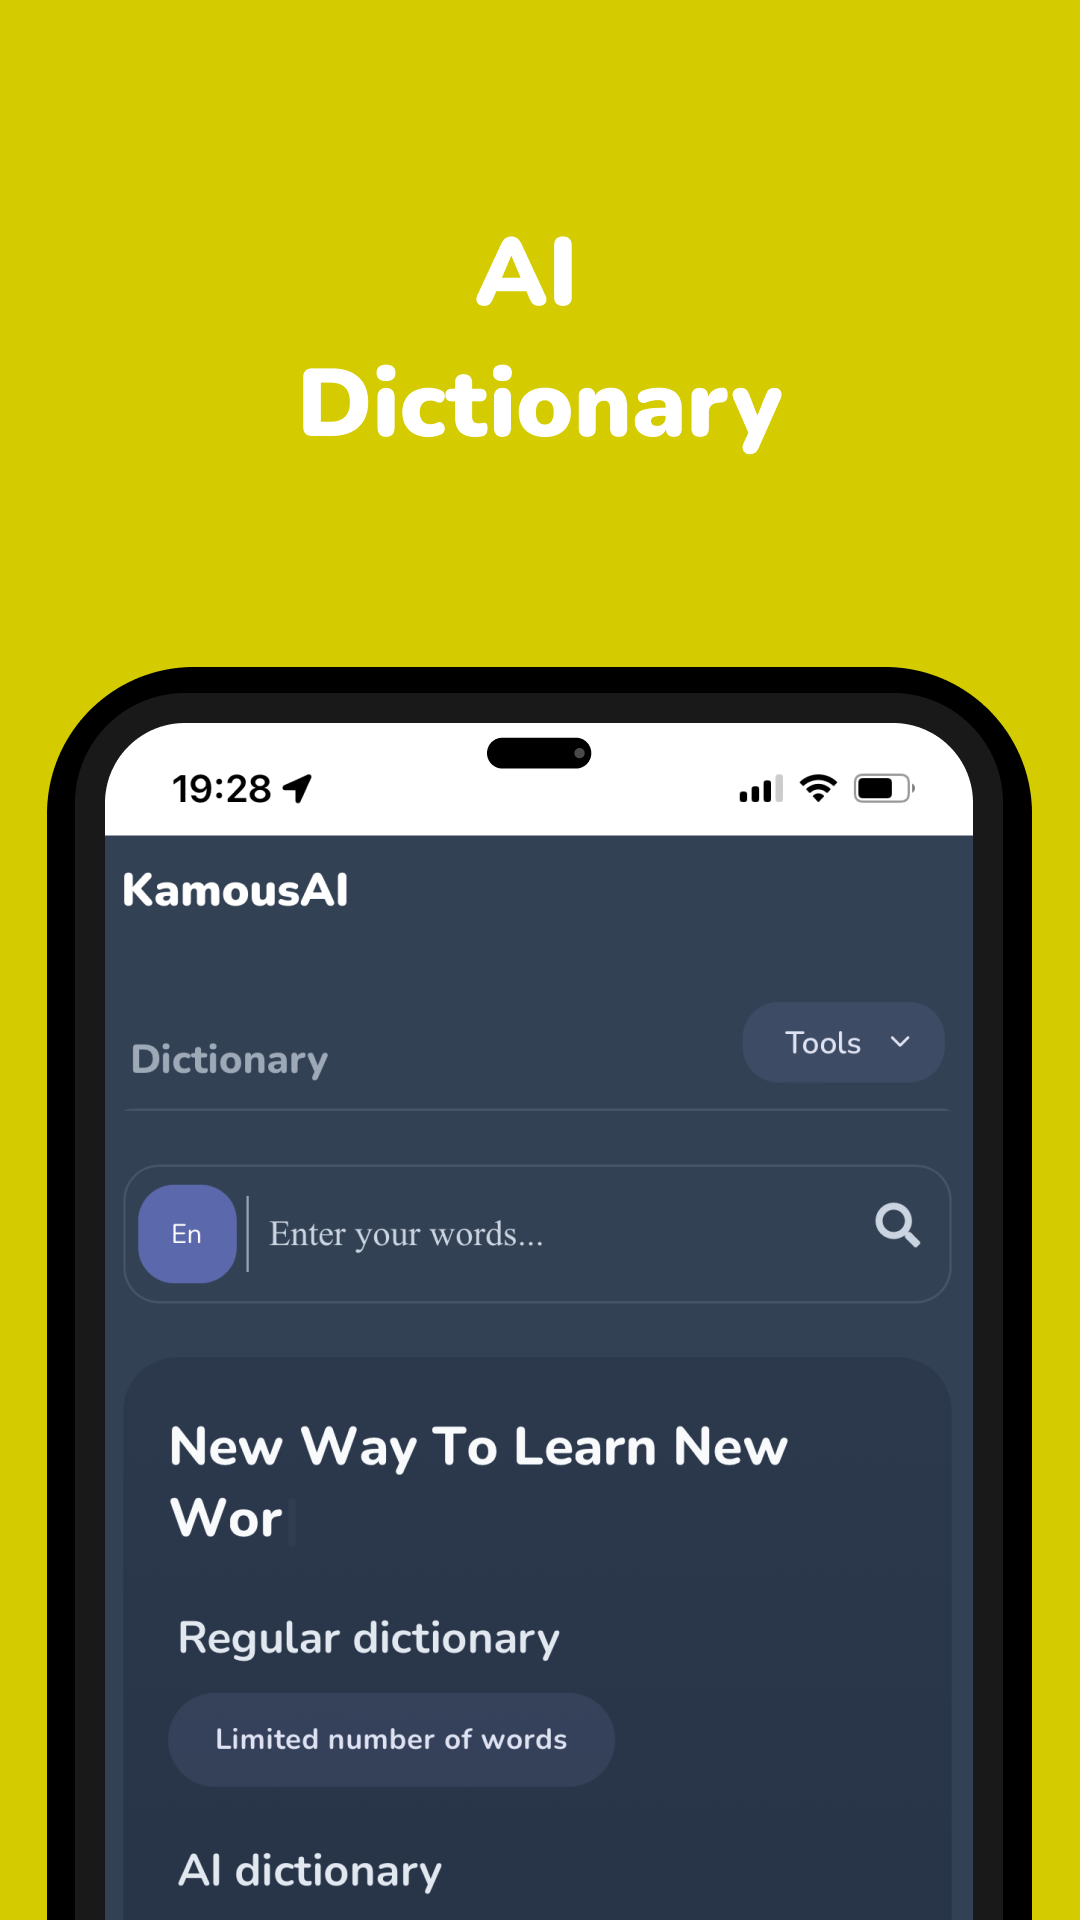 AI
Dictionary
19:28
KamousAI
Dictionary
Tools
En
Enter your words...
New Way To Learn New
Wor
Regular dictionary
Limited number of words
AI dictionary